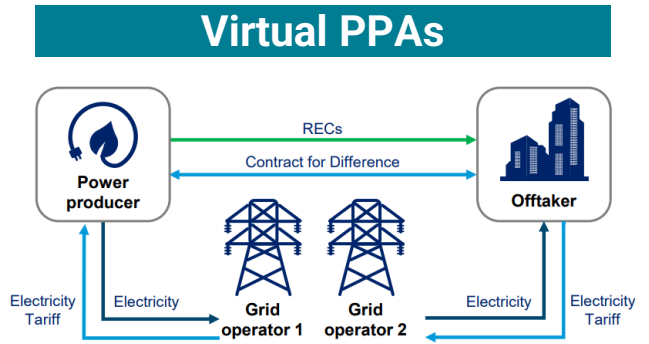 Virtual PPAs
RECs
Contract for Difference
Power
producer
Offtaker
Electricity
Tariff
Electricity
Grid
operator 1
Grid
operator 2
Electricity
Electricity
Tariff